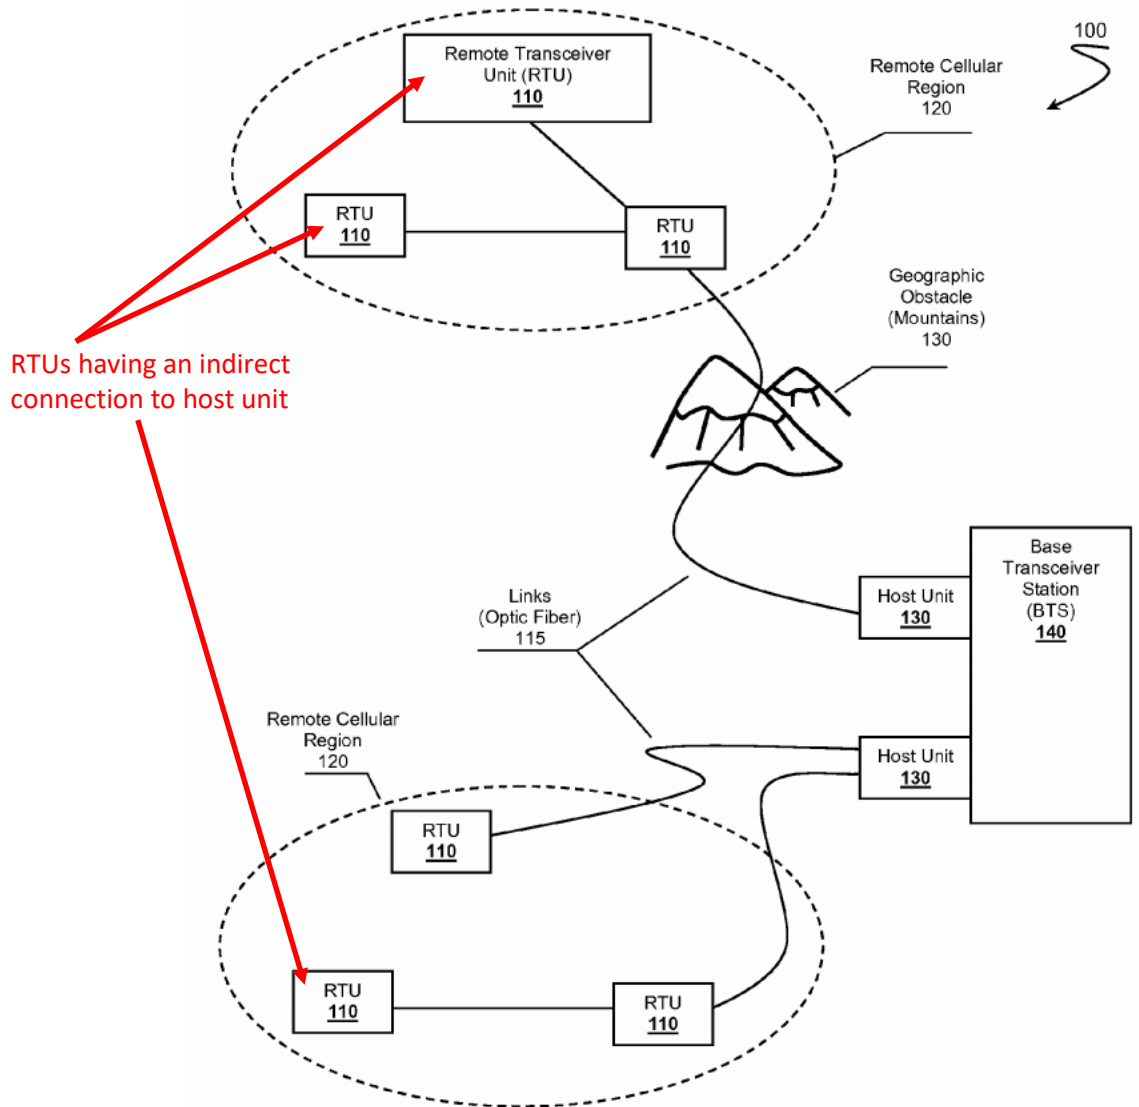 100
Remote Transceiver
Unit (RTU)
110
Remote Cellular
Region
120
RTU
110
RTU
110
Geographic
Obstacle
(Mountains)
130
RTUs having an indirect
connection to host unit
Base
Transceiver
Station
(BTS)
140
Host Unit
130
Links
(Optic Fiber)
115
Remote Cellular
Region
120
Host Unit
130
RTU
110
RTU
110
RTU
110